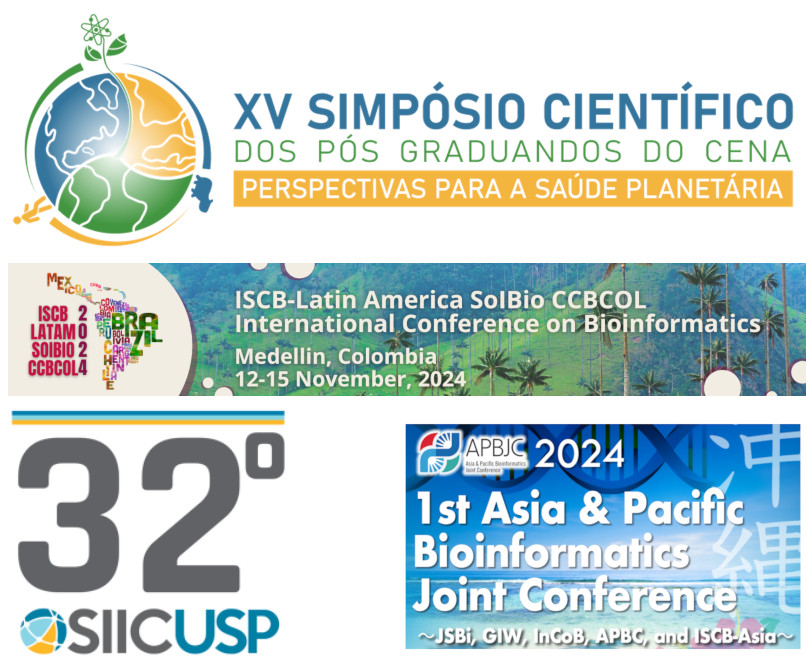 XV SIMPÓSIO CIENTÍFICO
DOS PÓS GRADUANDOS DO CENA
PERSPECTIVAS PARA A SAÚDE PLANETÁRIA
MEXICO
BRAZIL
ISCB 2
LATAM 0
SOIBIO 2
CCBCOL4
ISCB-Latin America SoIBio CCBCOL
International Conference on Bioinformatics
Medellin, Colombia
12-15 November, 2024
32º
SIICUSP
APBJC 2024
Asia & Pacific Bioinformatics
Joint Conference
1st Asia & Pacific
Bioinformatics
Joint Conference
~JSBi, GIW, InCoB, APBC, and ISCB-Asia~
沖
縄